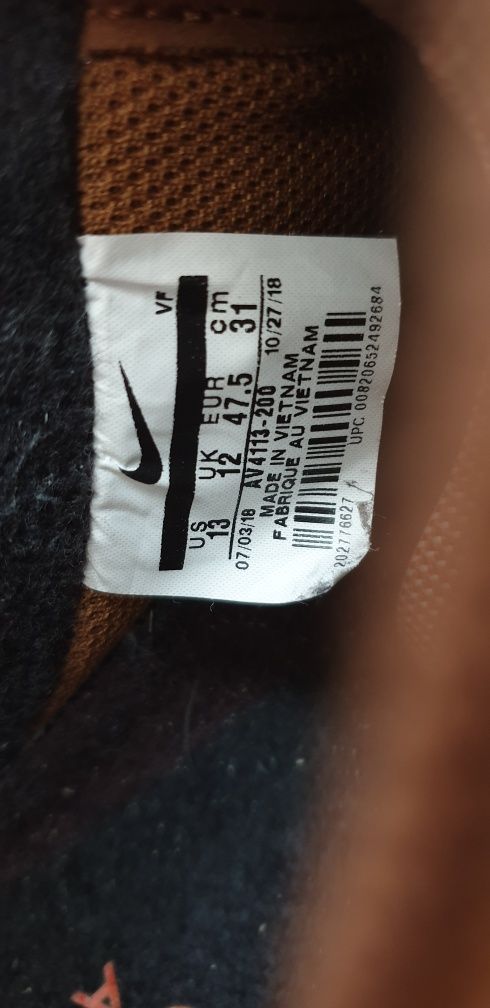 VF
US UK EUR cm
13 12 47.5 31
07/03/18 AV4113-200 10/27/18
MADE IN VIETNAM
FABRIQUE AU VIETNAM
202776627 UPC 00820652492684